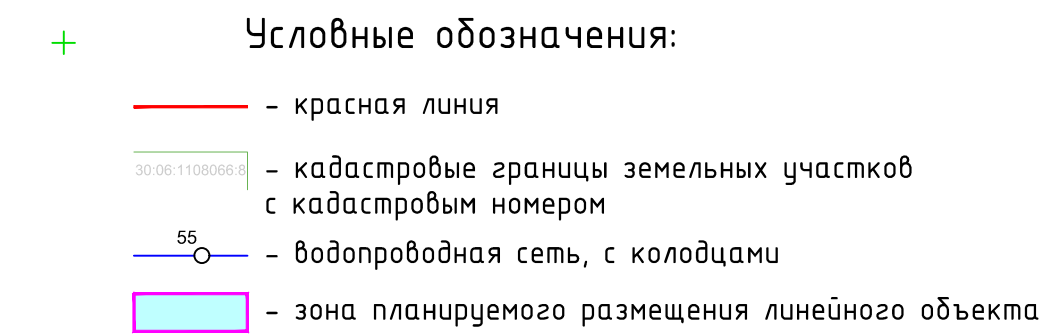 Условные обозначения:
– красная линия
30:06:1108066:8
– кадастровые границы земельных участков
с кадастровым номером
55
– водопроводная сеть, с колодцами
– зона планируемого размещения линейного объекта